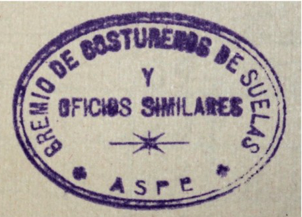 GREMIO DE COSTUREROS DE SUELAS
Y
OFICIOS SIMILARES
ASPE